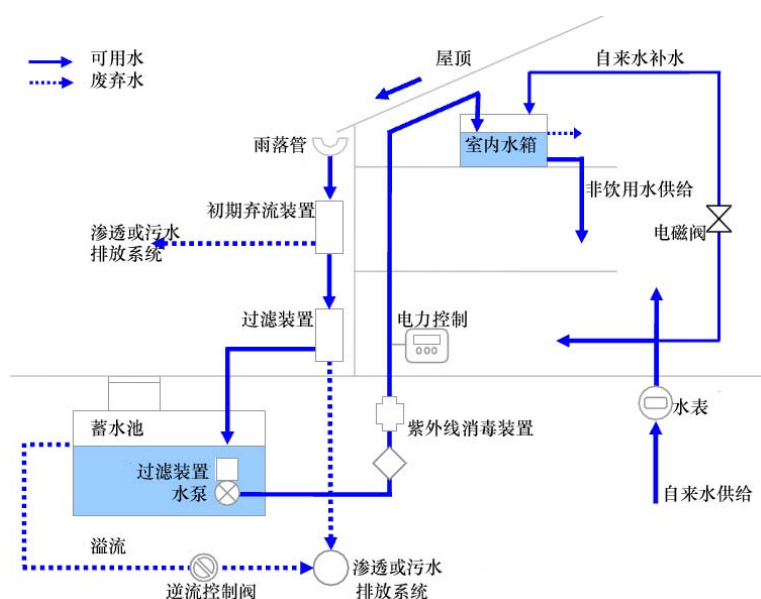 可用水
废弃水
屋顶
自来水补水
雨落管
室内水箱
初期弃流装置
非饮用水供给
渗透或污水
排放系统
电磁阀
过滤装置
电力控制
水表
蓄水池
紫外线消毒装置
过滤装置
水泵
自来水供给
溢流
逆流控制阀
渗透或污水
排放系统